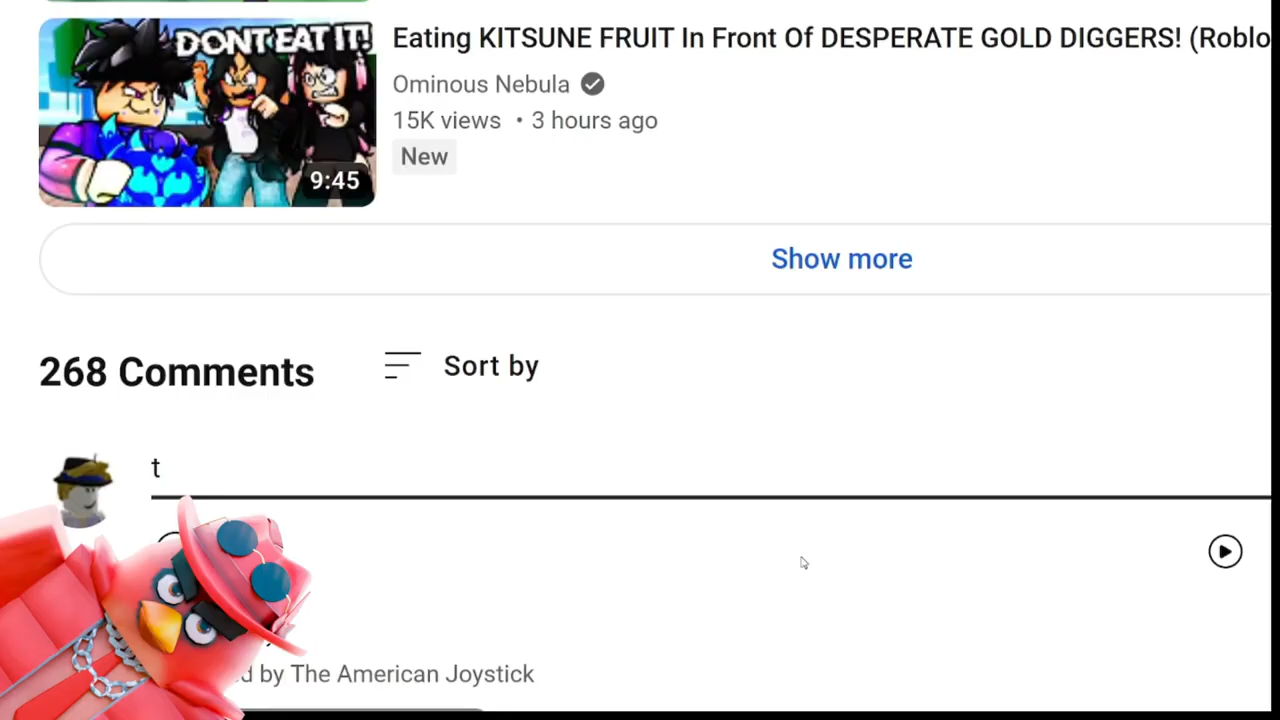 DONT EAT IT!
9:45
Eating KITSUNE FRUIT In Front Of DESPERATE GOLD DIGGERS! (Roblo
Ominous Nebula
15K views • 3 hours ago
New
Show more
268 Comments
Sort by
t
d by The American Joystick